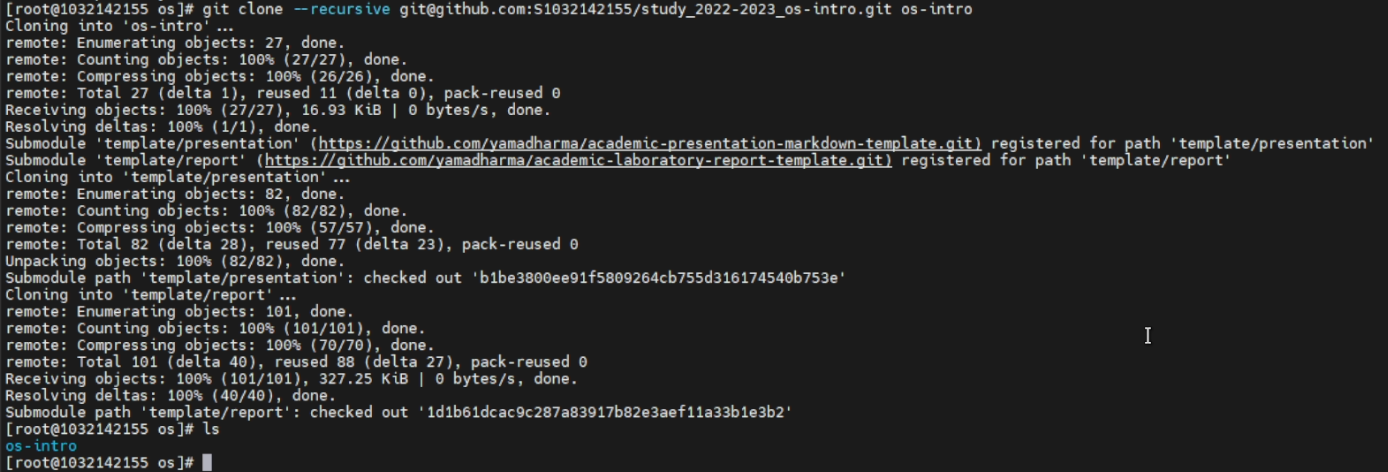 [root@1032142155 os]# git clone --recursive git@github.com:S1032142155/study_2022-2023_os-intro.git os-intro
Cloning into 'os-intro'...
remote: Enumerating objects: 27, done.
remote: Counting objects: 100% (27/27), done.
remote: Compressing objects: 100% (26/26), done.
remote: Total 27 (delta 1), reused 11 (delta 0), pack-reused 0
Receiving objects: 100% (27/27), 16.93 KiB | 0 bytes/s, done.
Resolving deltas: 100% (1/1), done.
Submodule 'template/presentation' (https://github.com/yamadharma/academic-presentation-markdown-template.git) registered for path 'template/presentation'
Submodule 'template/report' (https://github.com/yamadharma/academic-laboratory-report-template.git) registered for path 'template/report'
Cloning into 'template/presentation'...
remote: Enumerating objects: 82, done.
remote: Counting objects: 100% (82/82), done.
remote: Compressing objects: 100% (57/57), done.
remote: Total 82 (delta 28), reused 77 (delta 23), pack-reused 0
Unpacking objects: 100% (82/82), done.
Submodule path 'template/presentation': checked out 'b1be3800ee91f5809264cb755d316174540b753e'
Cloning into 'template/report'...
remote: Enumerating objects: 101, done.
remote: Counting objects: 100% (101/101), done.
remote: Compressing objects: 100% (70/70), done.
remote: Total 101 (delta 40), reused 88 (delta 27), pack-reused 0
Receiving objects: 100% (101/101), 327.25 KiB | 0 bytes/s, done.
Resolving deltas: 100% (40/40), done.
Submodule path 'template/report': checked out '1d1b61dcac9c287a83917b82e3aef11a33b1e3b2'
[root@1032142155 os]# ls
os-intro
[root@1032142155 os]#